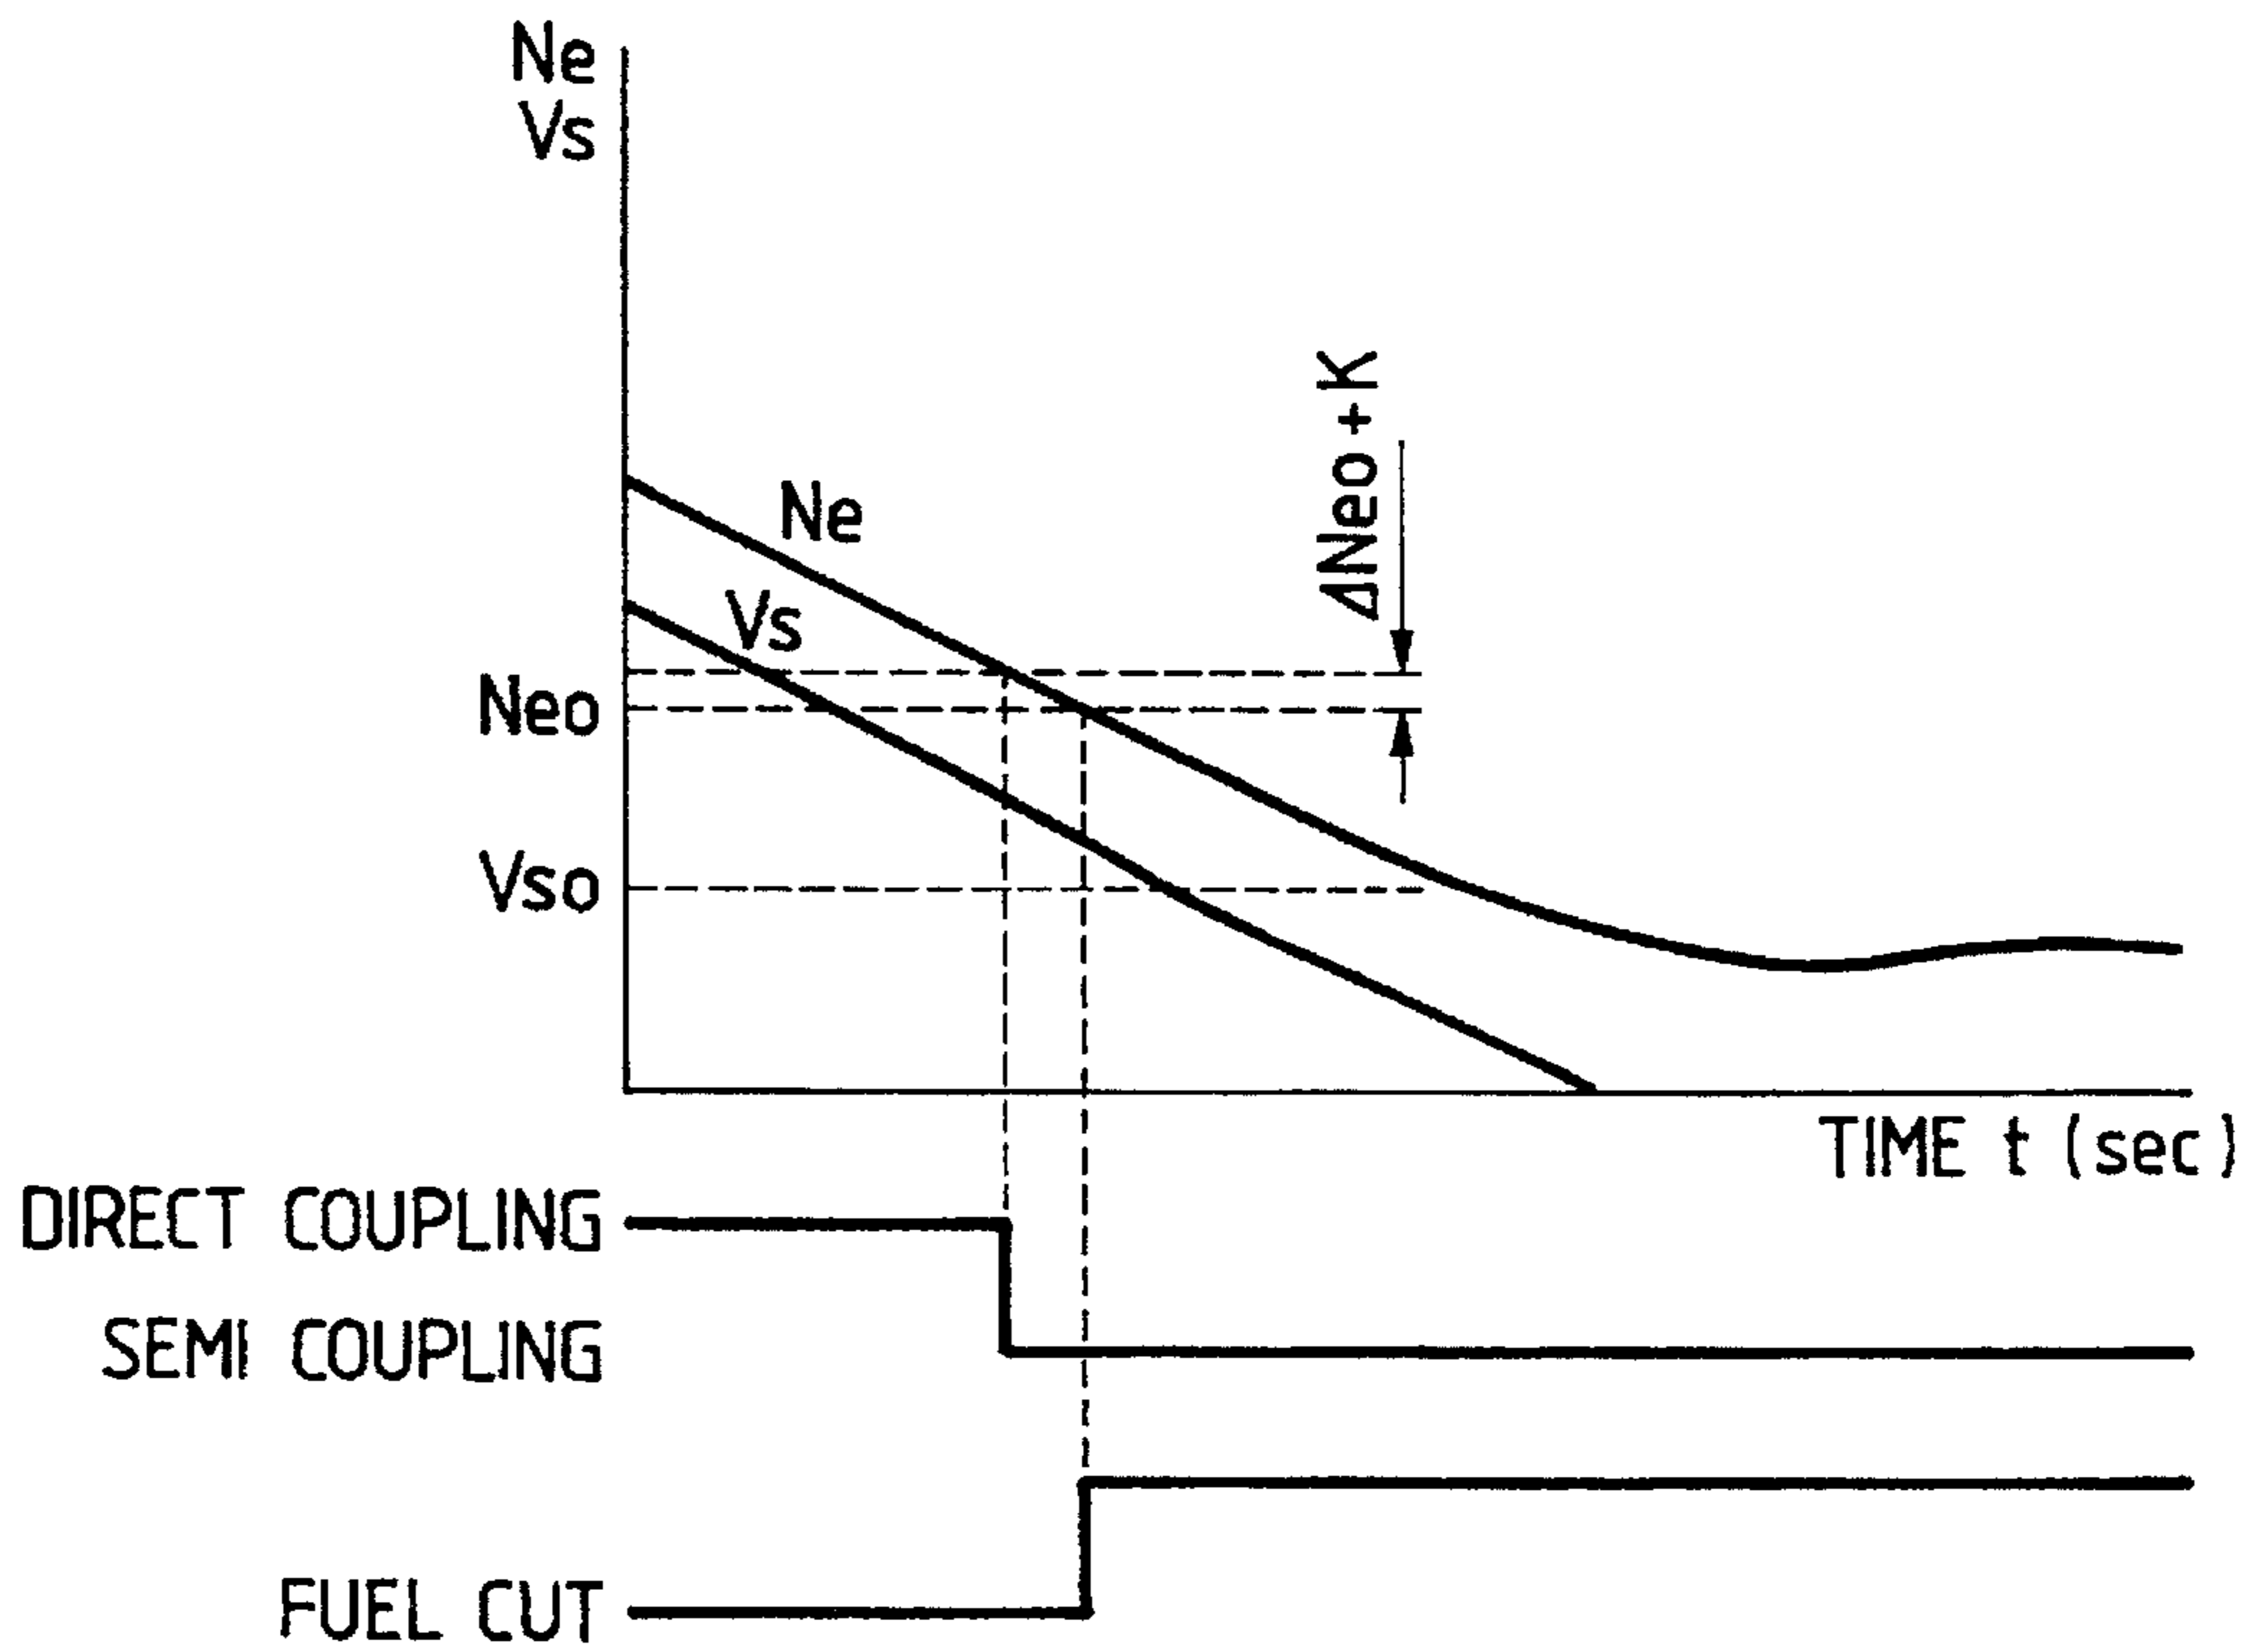 Ne
Vs
ΔNeo+K
Ne
Vs
Neo
Vso
TIME t (sec)
DIRECT COUPLING
SEMI COUPLING
FUEL CUT